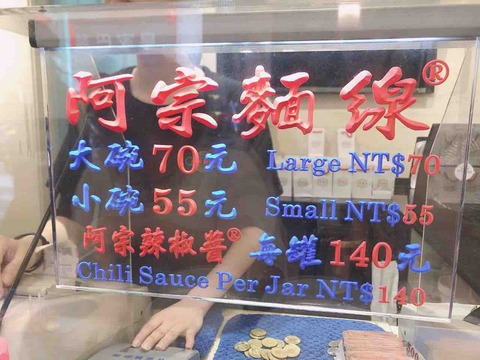 阿宗麵線®
大碗70元 Large NT$70
小碗55元 Small NT$55
阿宗辣椒醬® 每罐140元
Chili Sauce Per Jar NT$140